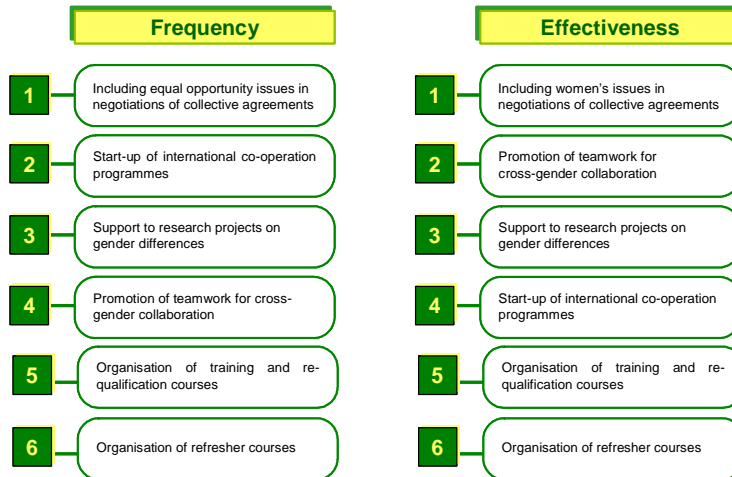 Frequency
1
Including equal opportunity issues in
negotiations of collective agreements
2
Start-up of international co-operation
programmes
3
Support to research projects on
gender differences
4
Promotion of teamwork for cross-
gender collaboration
5
Organisation of training and re-
qualification courses
6
Organisation of refresher courses
Effectiveness
1
Including women's issues in
negotiations of collective agreements
2
Promotion of teamwork for
cross-gender collaboration
3
Support to research projects on
gender differences
4
Start-up of international co-operation
programmes
5
Organisation of training and re-
qualification courses
6
Organisation of refresher courses